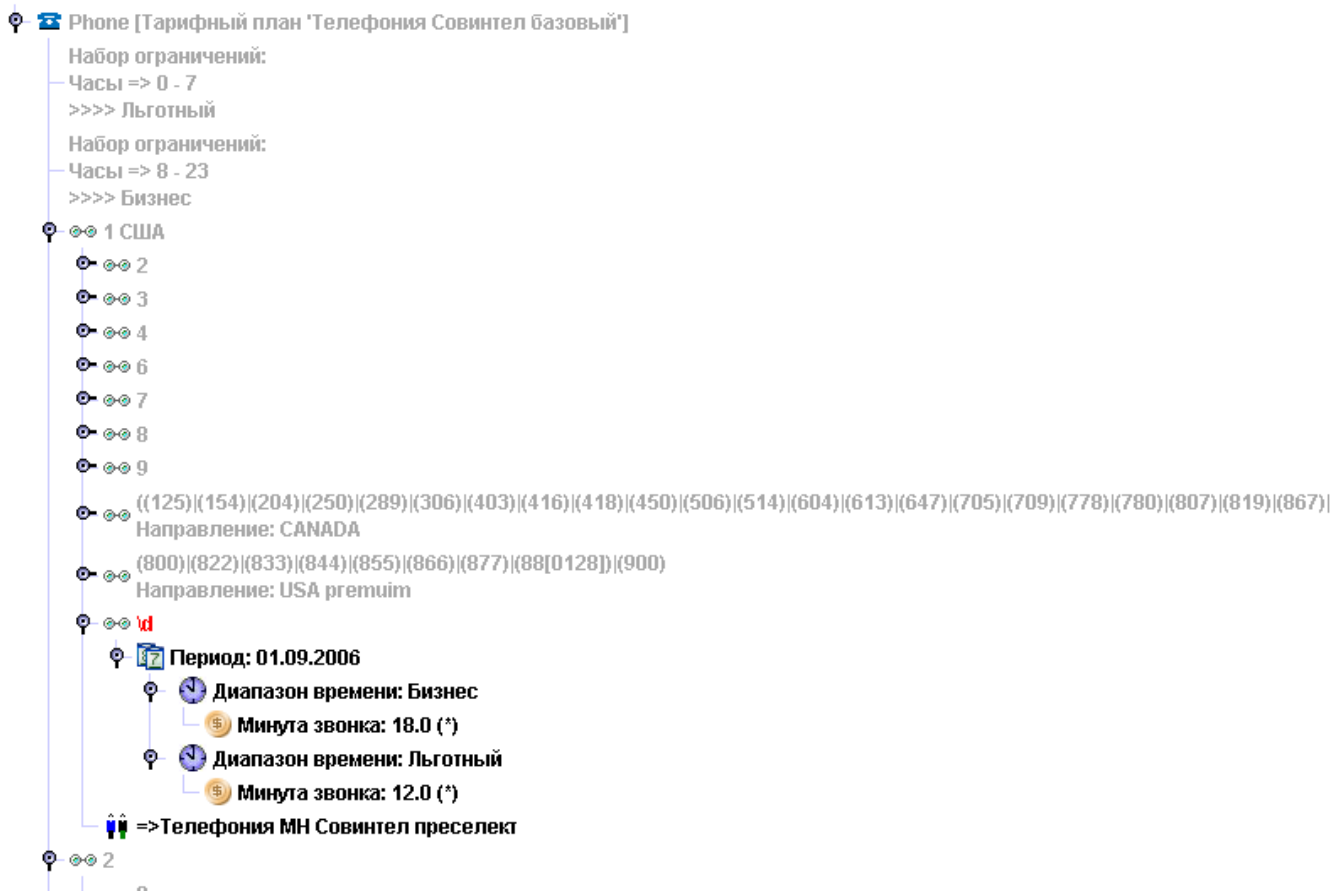 Phone [Тарифный план 'Телефония Совинтел базовый']
Набор ограничений:
Часы => 0 - 7
>>>> Льготный
Набор ограничений:
Часы => 8 - 23
>>>> Бизнес
1 США
2
3
4
6
7
8
9
((125)|(154)|(204)|(250)|(289)|(306)|(403)|(416)|(418)|(450)|(506)|(514)|(604)|(613)|(647)|(705)|(709)|(778)|(780)|(807)|(819)|(867)|
Направление: CANADA
(800)|(822)|(833)|(844)|(855)|(866)|(877)|(88[0128])|(900)
Направление: USA premuim
\d
Период: 01.09.2006
Диапазон времени: Бизнес
Минута звонка: 18.0 (*)
Диапазон времени: Льготный
Минута звонка: 12.0 (*)
=>Телефония МН Совинтел преселект
2